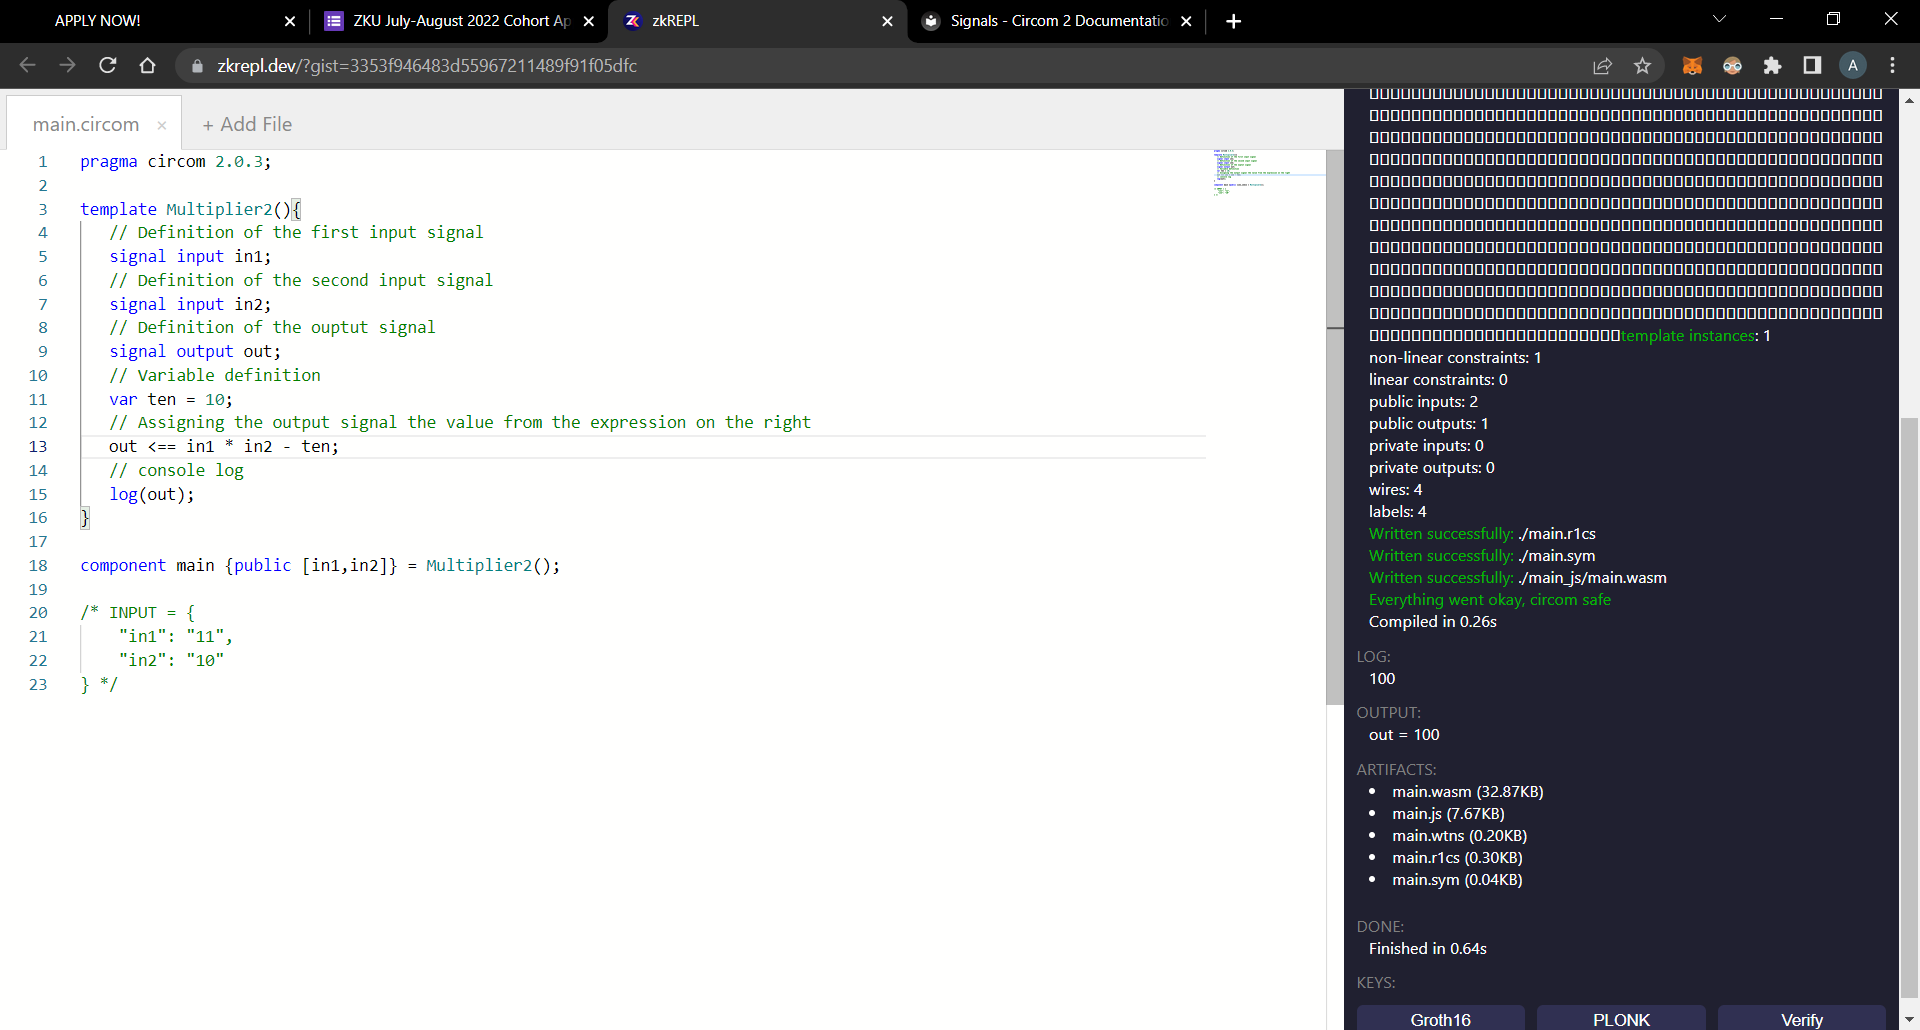 APPLY NOW!
ZKU July-August 2022 Cohort Ap
zkREPL
Signals - Circom 2 Documentatio
zkrepl.dev/?gist=3353f946483d55967211489f91f05dfc
A
main.circom
+ Add File
1 pragma circom 2.0.3;
2
3 template Multiplier2(){
4 // Definition of the first input signal
5 signal input in1;
6 // Definition of the second input signal
7 signal input in2;
8 // Definition of the ouptut signal
9 signal output out;
10 // Variable definition
11 var ten = 10;
12 // Assigning the output signal the value from the expression on the right
13 out <== in1 * in2 - ten;
14 // console log
15 log(out);
16 }
17
18 component main {public [in1,in2]} = Multiplier2();
19
20 /* INPUT = {
21 "in1": "11",
22 "in2": "10"
23 } */
template instances: 1
non-linear constraints: 1
linear constraints: 0
public inputs: 2
public outputs: 1
private inputs: 0
private outputs: 0
wires: 4
labels: 4
Written successfully: ./main.r1cs
Written successfully: ./main.sym
Written successfully: ./main_js/main.wasm
Everything went okay, circom safe
Compiled in 0.26s
LOG:
100
OUTPUT:
out = 100
ARTIFACTS:
• main.wasm (32.87KB)
• main.js (7.67KB)
• main.wtns (0.20KB)
• main.r1cs (0.30KB)
• main.sym (0.04KB)
DONE:
Finished in 0.64s
KEYS:
Groth16
PLONK
Verify